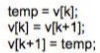 temp = v[k];
v[k] = v[k+1];
v[k+1] = temp;